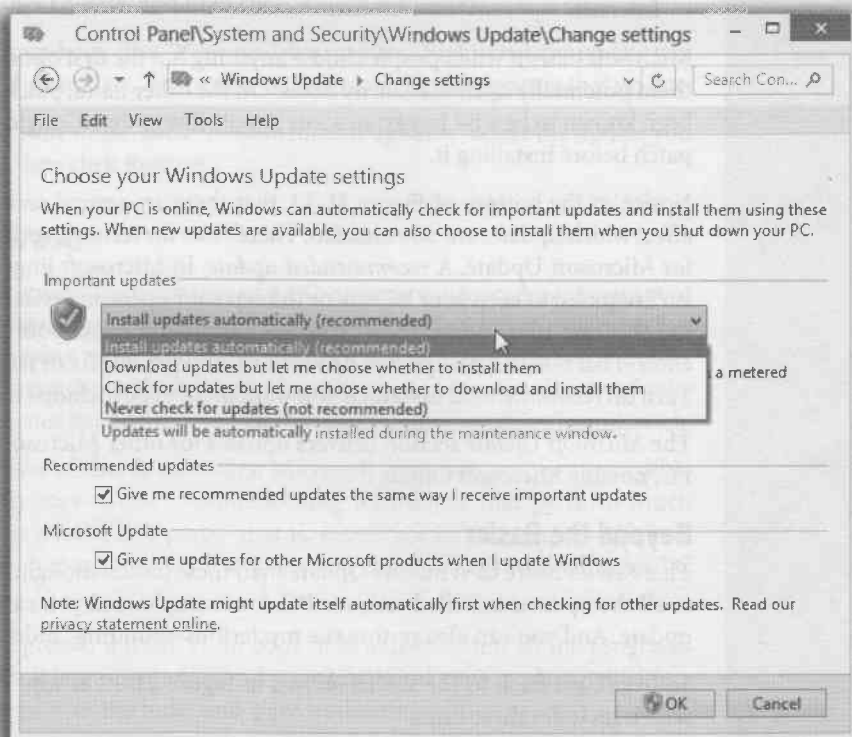 Control Panel\System and Security\Windows Update\Change settings
« Windows Update Change settings
Search Con...
File Edit View Tools Help
Choose your Windows Update settings
When your PC is online, Windows can automatically check for important updates and install them using these
settings. When new updates are available, you can also choose to install them when you shut down your PC.
Important updates
Install updates automatically (recommended)
Install updates automatically (recommended)
Download updates but let me choose whether to install them
a metered
Check for updates but let me choose whether to download and install them
Never check for updates (not recommended)
Updates will be automatically installed during the maintenance window.
Recommended updates
Give me recommended updates the same way I receive important updates
Microsoft Update
Give me updates for other Microsoft products when I update Windows
Note: Windows Update might update itself automatically first when checking for other updates. Read our
privacy statement online.
OK Cancel
patch before installing it.